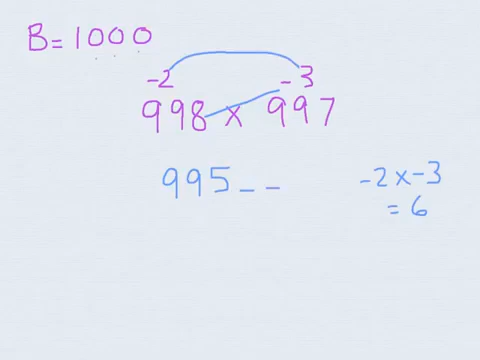 B = 1000
-2 -3
998 x 997
995 _ _
-2 x -3
= 6